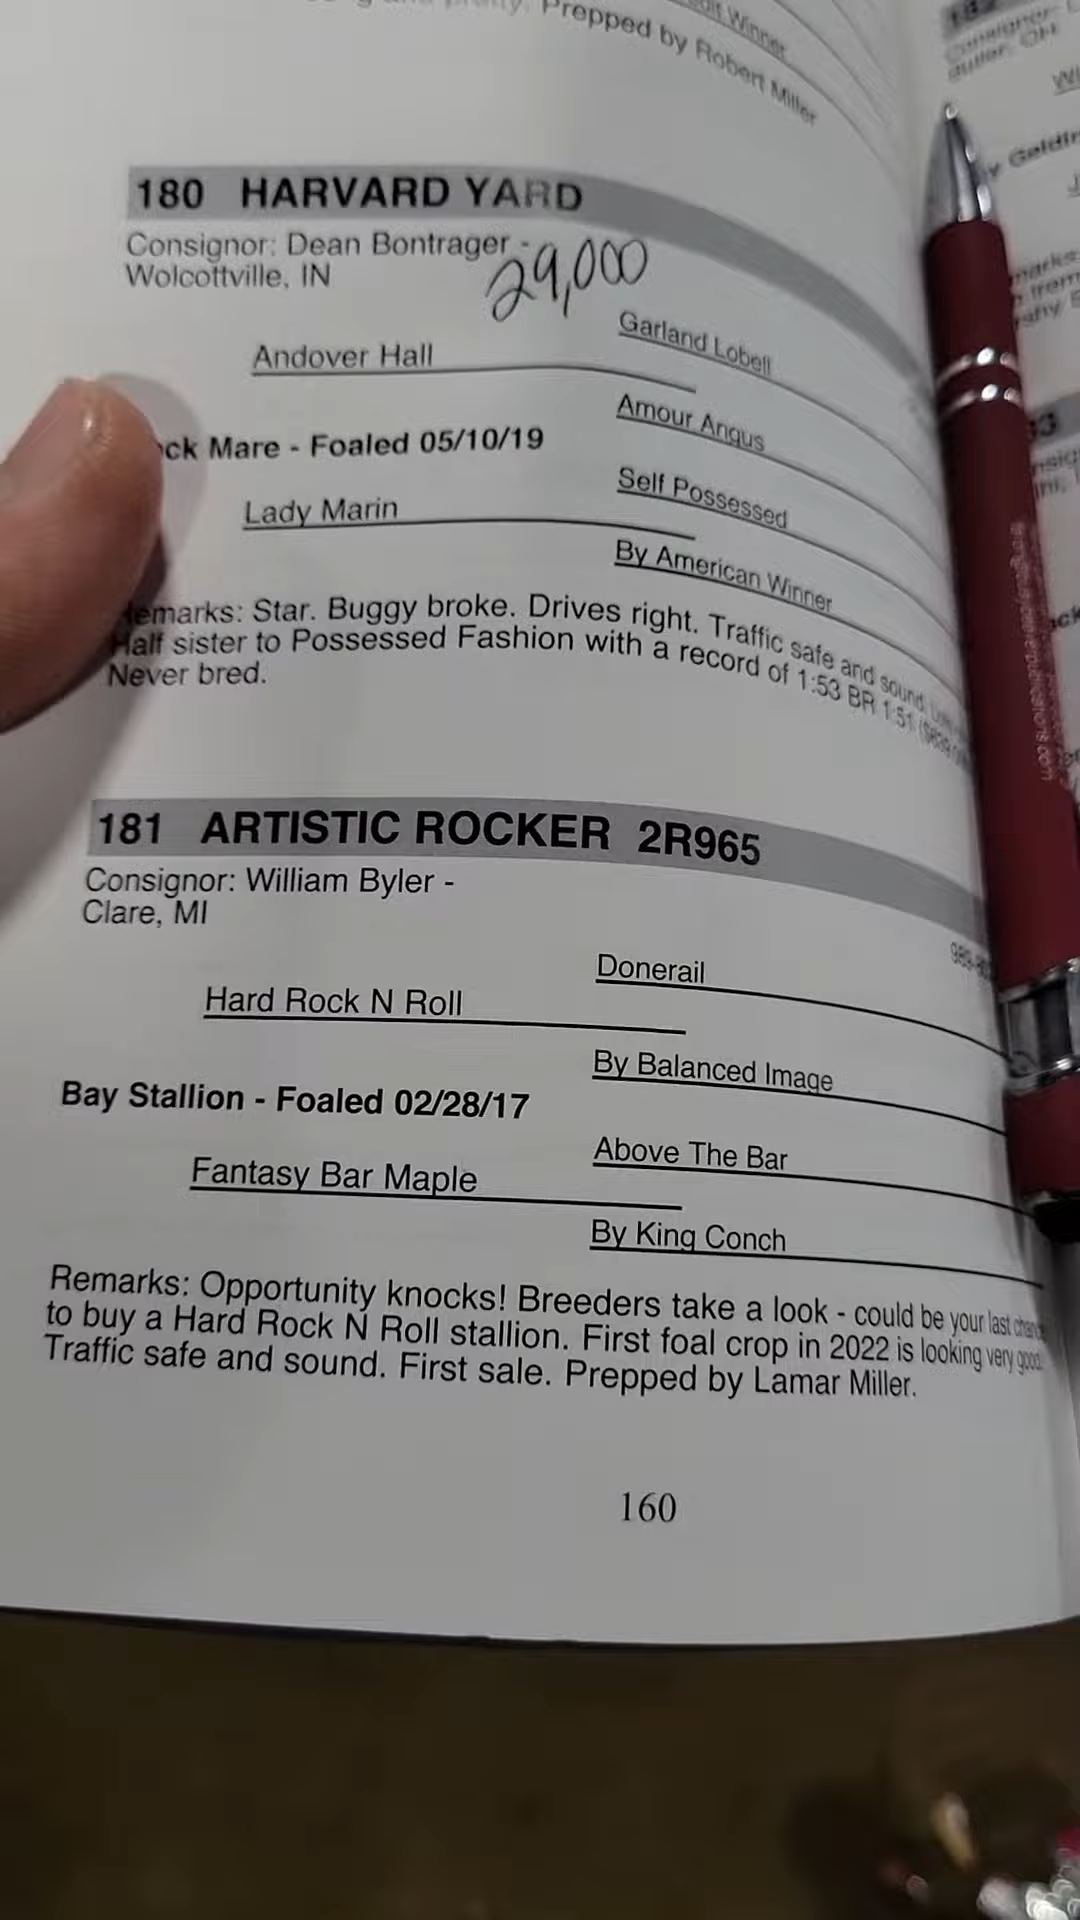 Prepped by Robert Miller
Winner
180 HARVARD YARD
Consignor: Dean Bontrager -
Wolcottville, IN
29,000
Garland Lobell
Andover Hall
Amour Angus
ck Mare - Foaled 05/10/19
Self Possessed
Lady Marin
By American Winner
Remarks: Star. Buggy broke. Drives right. Traffic safe and sound.
Half sister to Possessed Fashion with a record of 1:53 BR 1:51
Never bred.
181 ARTISTIC ROCKER 2R965
Consignor: William Byler -
Clare, MI
Donerail
Hard Rock N Roll
By Balanced Image
Bay Stallion - Foaled 02/28/17
Above The Bar
Fantasy Bar Maple
By King Conch
Remarks: Opportunity knocks! Breeders take a look - could be your last chance
to buy a Hard Rock N Roll stallion. First foal crop in 2022 is looking very good.
Traffic safe and sound. First sale. Prepped by Lamar Miller.
160